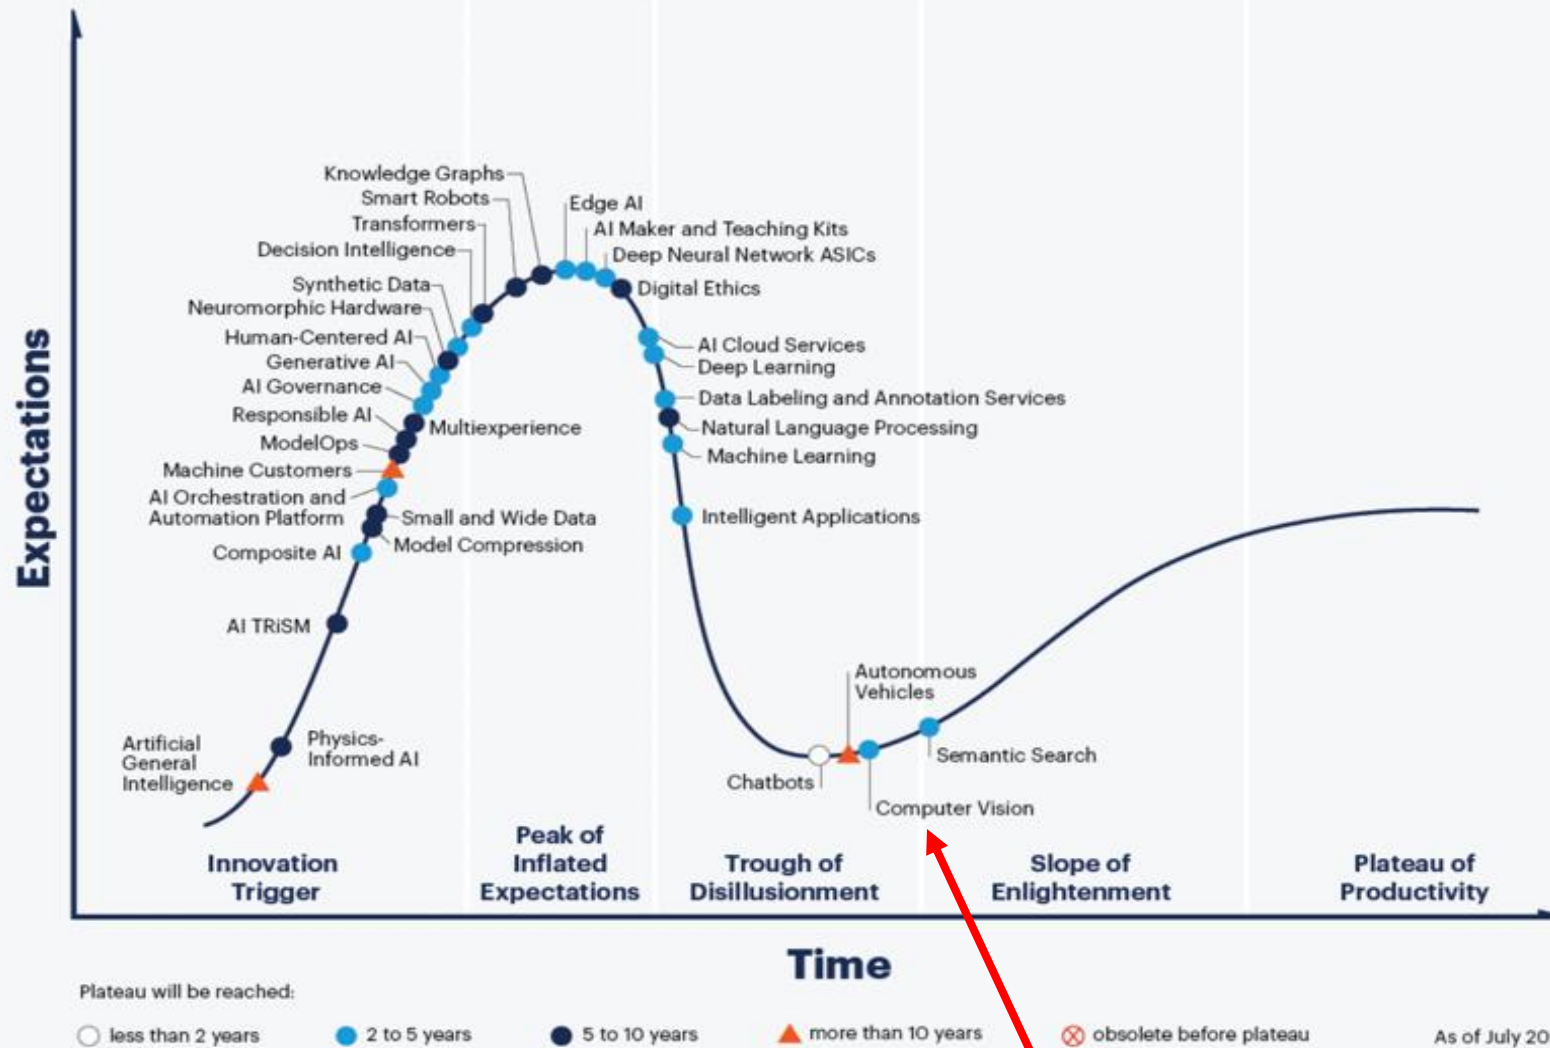 Knowledge Graphs
Smart Robots
Transformers
Decision Intelligence
Synthetic Data
Neuromorphic Hardware
Human-Centered AI
Generative AI
AI Governance
Responsible AI
ModelOps
Machine Customers
AI Orchestration and
Automation Platform
Composite AI
AI TRiSM
Artificial
General
Intelligence
Physics-
Informed AI
Multiexperience
Small and Wide Data
Model Compression
Edge AI
AI Maker and Teaching Kits
Deep Neural Network ASICs
Digital Ethics
AI Cloud Services
Deep Learning
Data Labeling and Annotation Services
Natural Language Processing
Machine Learning
Intelligent Applications
Autonomous
Vehicles
Chatbots
Semantic Search
Computer Vision
Expectations
Innovation
Trigger
Peak of
Inflated
Expectations
Trough of
Disillusionment
Slope of
Enlightenment
Plateau of
Productivity
Time
Plateau will be reached:
less than 2 years
2 to 5 years
5 to 10 years
more than 10 years
obsolete before plateau
As of July 20